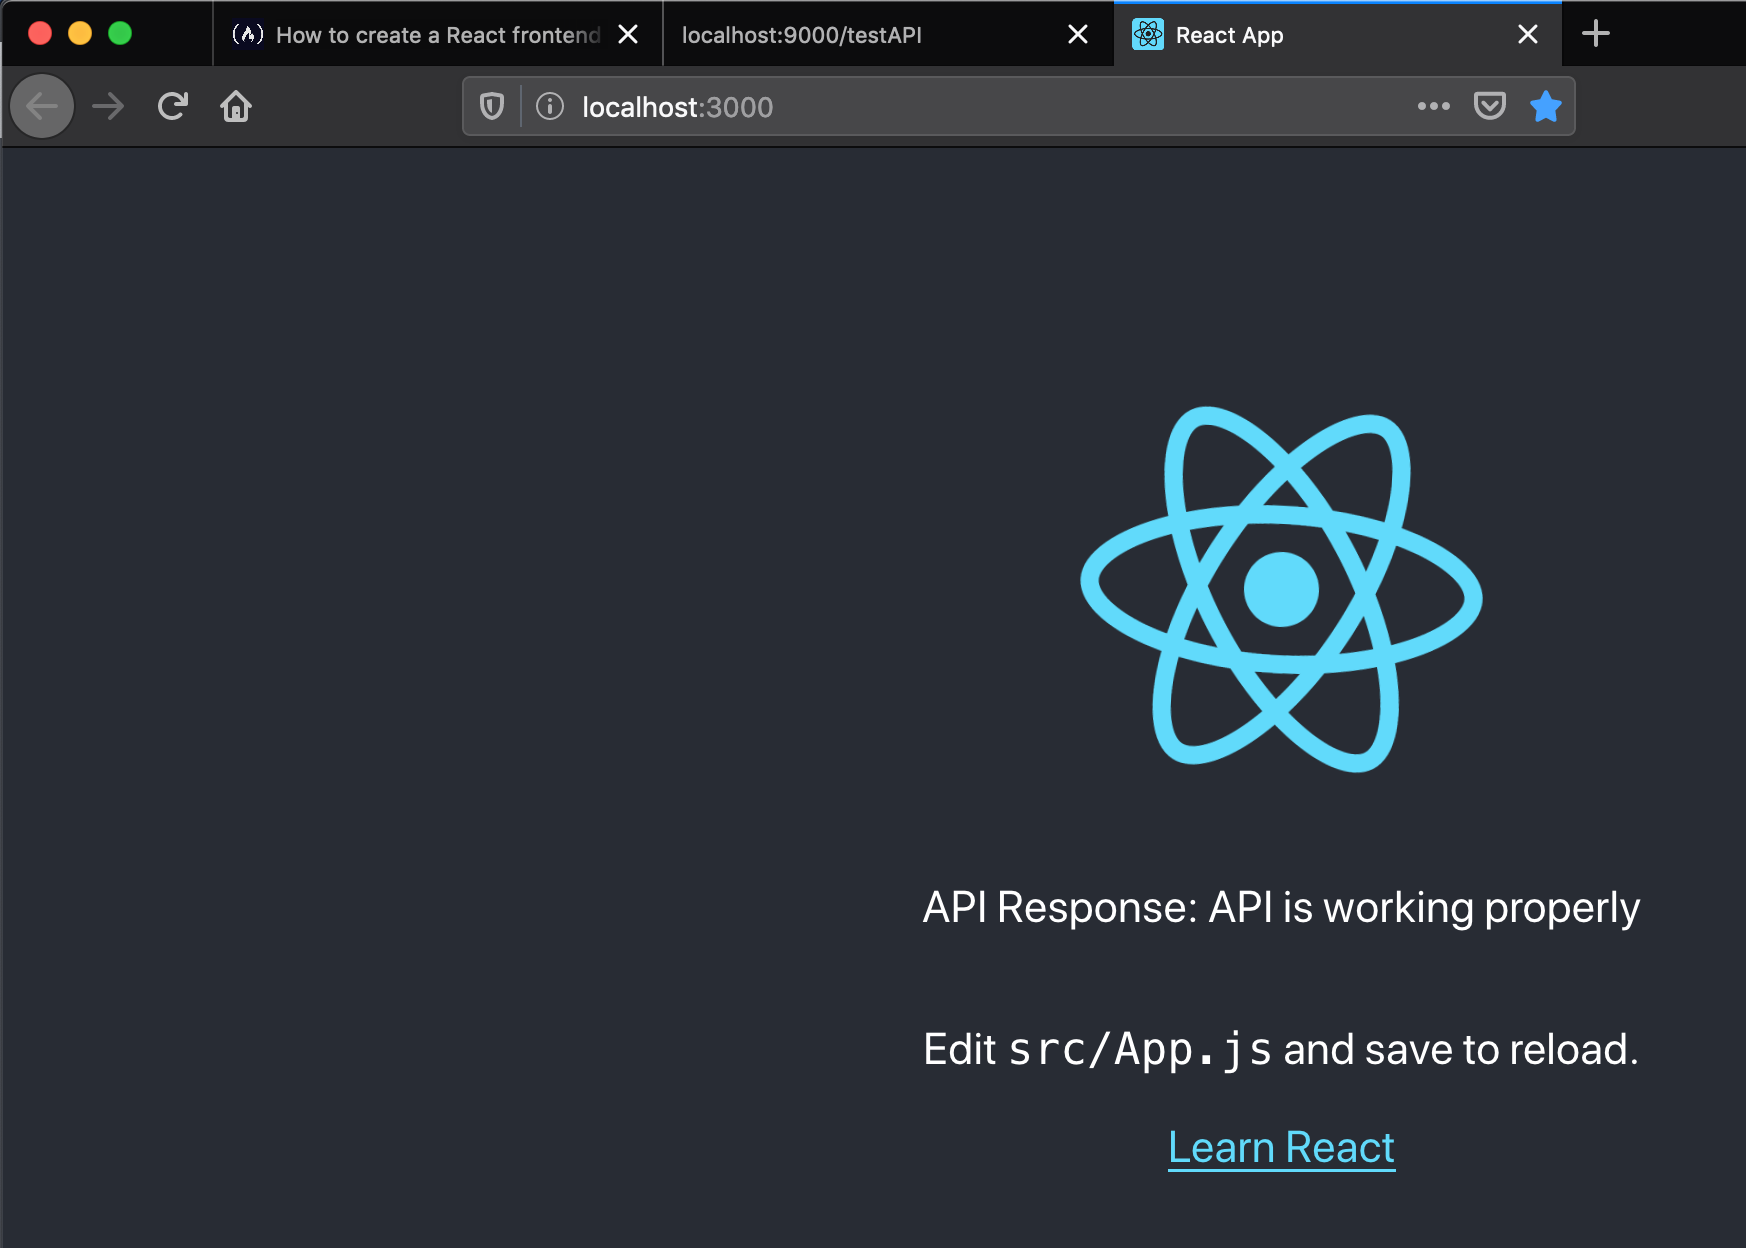 How to create a React frontend
localhost:9000/testAPI
React App
localhost:3000
API Response: API is working properly
Edit src/App.js and save to reload.
Learn React